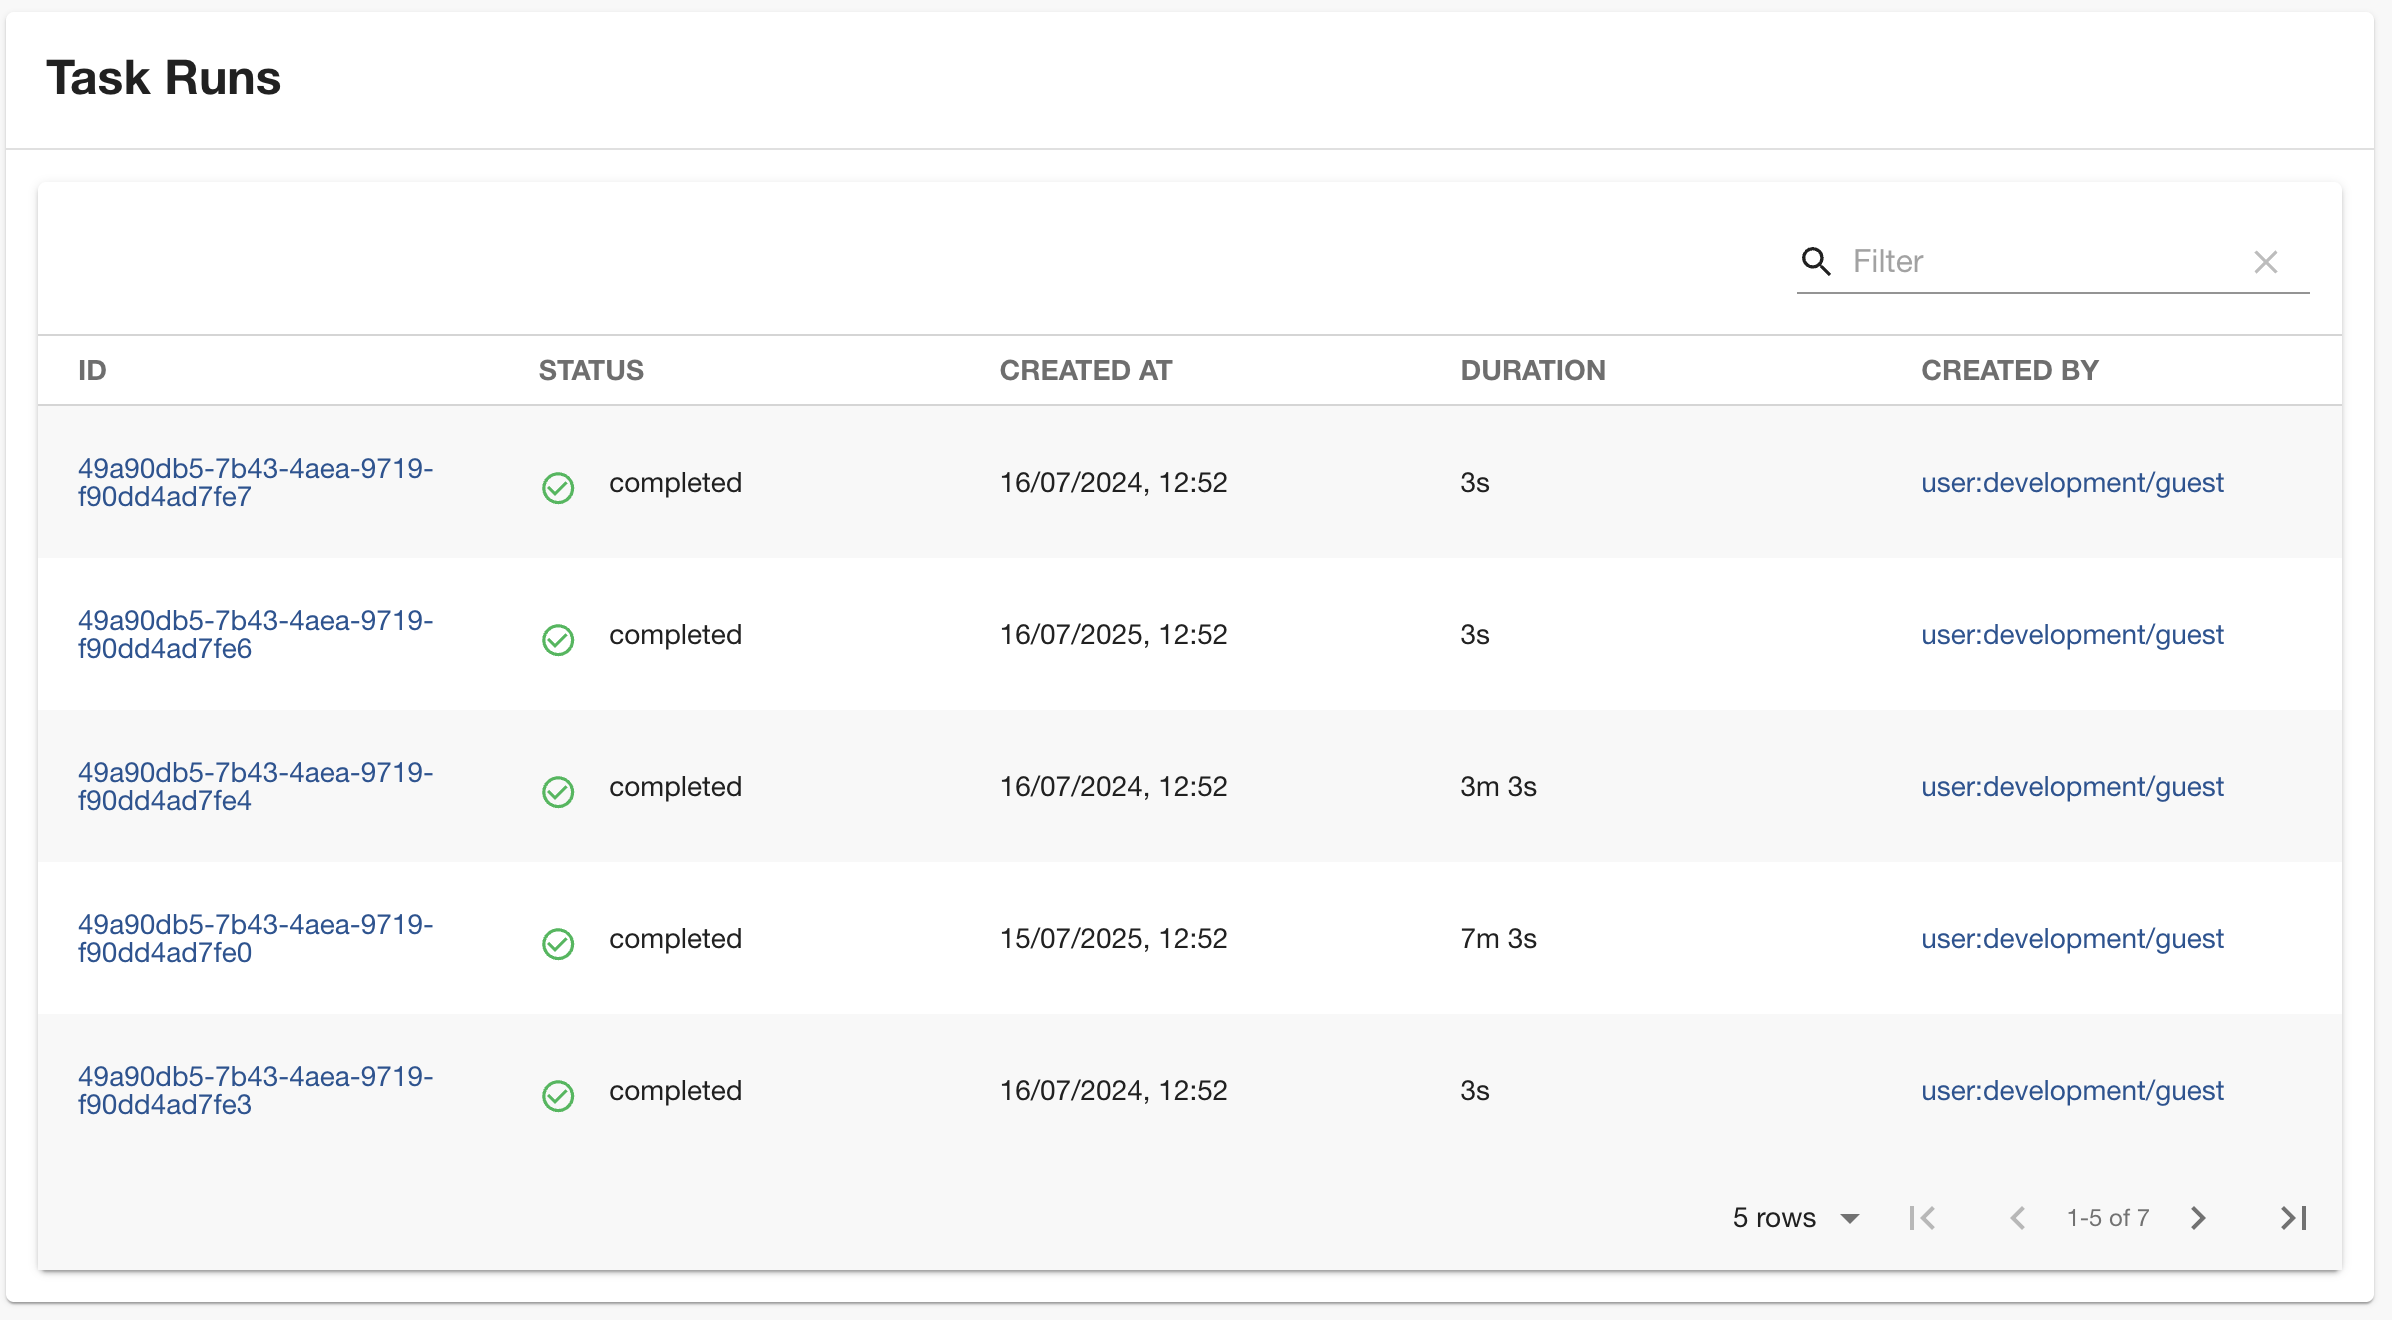 Task Runs
Filter
ID STATUS CREATED AT DURATION CREATED BY
49a90db5-7b43-4aea-9719-
f90dd4ad7fe7
completed 16/07/2024, 12:52 3s user:development/guest
49a90db5-7b43-4aea-9719-
f90dd4ad7fe6
completed 16/07/2025, 12:52 3s user:development/guest
49a90db5-7b43-4aea-9719-
f90dd4ad7fe4
completed 16/07/2024, 12:52 3m 3s user:development/guest
49a90db5-7b43-4aea-9719-
f90dd4ad7fe0
completed 15/07/2025, 12:52 7m 3s user:development/guest
49a90db5-7b43-4aea-9719-
f90dd4ad7fe3
completed 16/07/2024, 12:52 3s user:development/guest
5 rows 1-5 of 7